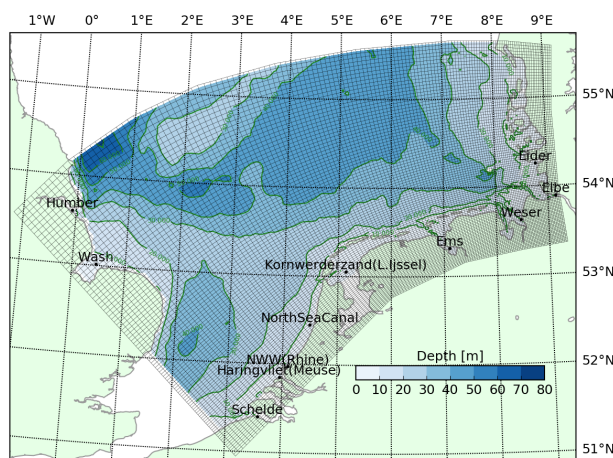 1°W 0° 1°E 2°E 3°E 4°E 5°E 6°E 7°E 8°E 9°E
55°N
Eider
54°N
Elbe
Humber
Weser
Ems
Wash
Kornwerderzand(L.Ijssel)
53°N
NorthSeaCanal
NWW(Rhine)
Haringvliet(Meuse)
52°N
Depth [m]
0 10 20 30 40 50 60 70 80
Schelde
51°N